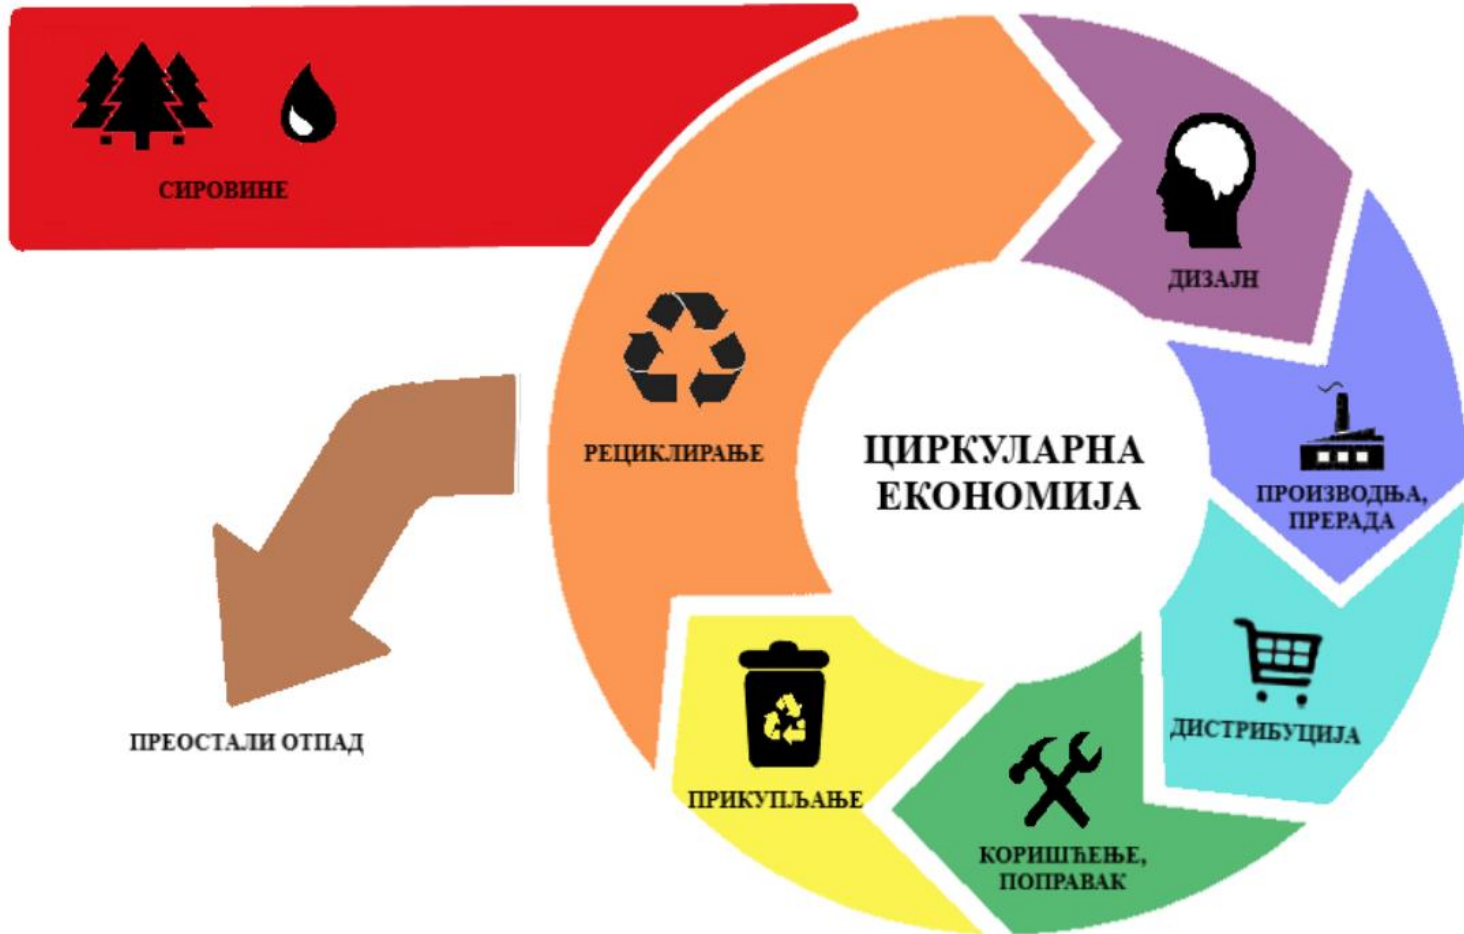 СИРОВИНЕ
ДИЗАЈН
РЕЦИКЛИРАЊЕ
ЦИРКУЛАРНА
ЕКОНОМИЈА
ПРОИЗВОДЊА,
ПРЕРАДА
ДИСТРИБУЦИЈА
КОРИШЋЕЊЕ,
ПОПРАВАК
ПРИКУПЉАЊЕ
ПРЕОСТАЛИ ОТПАД